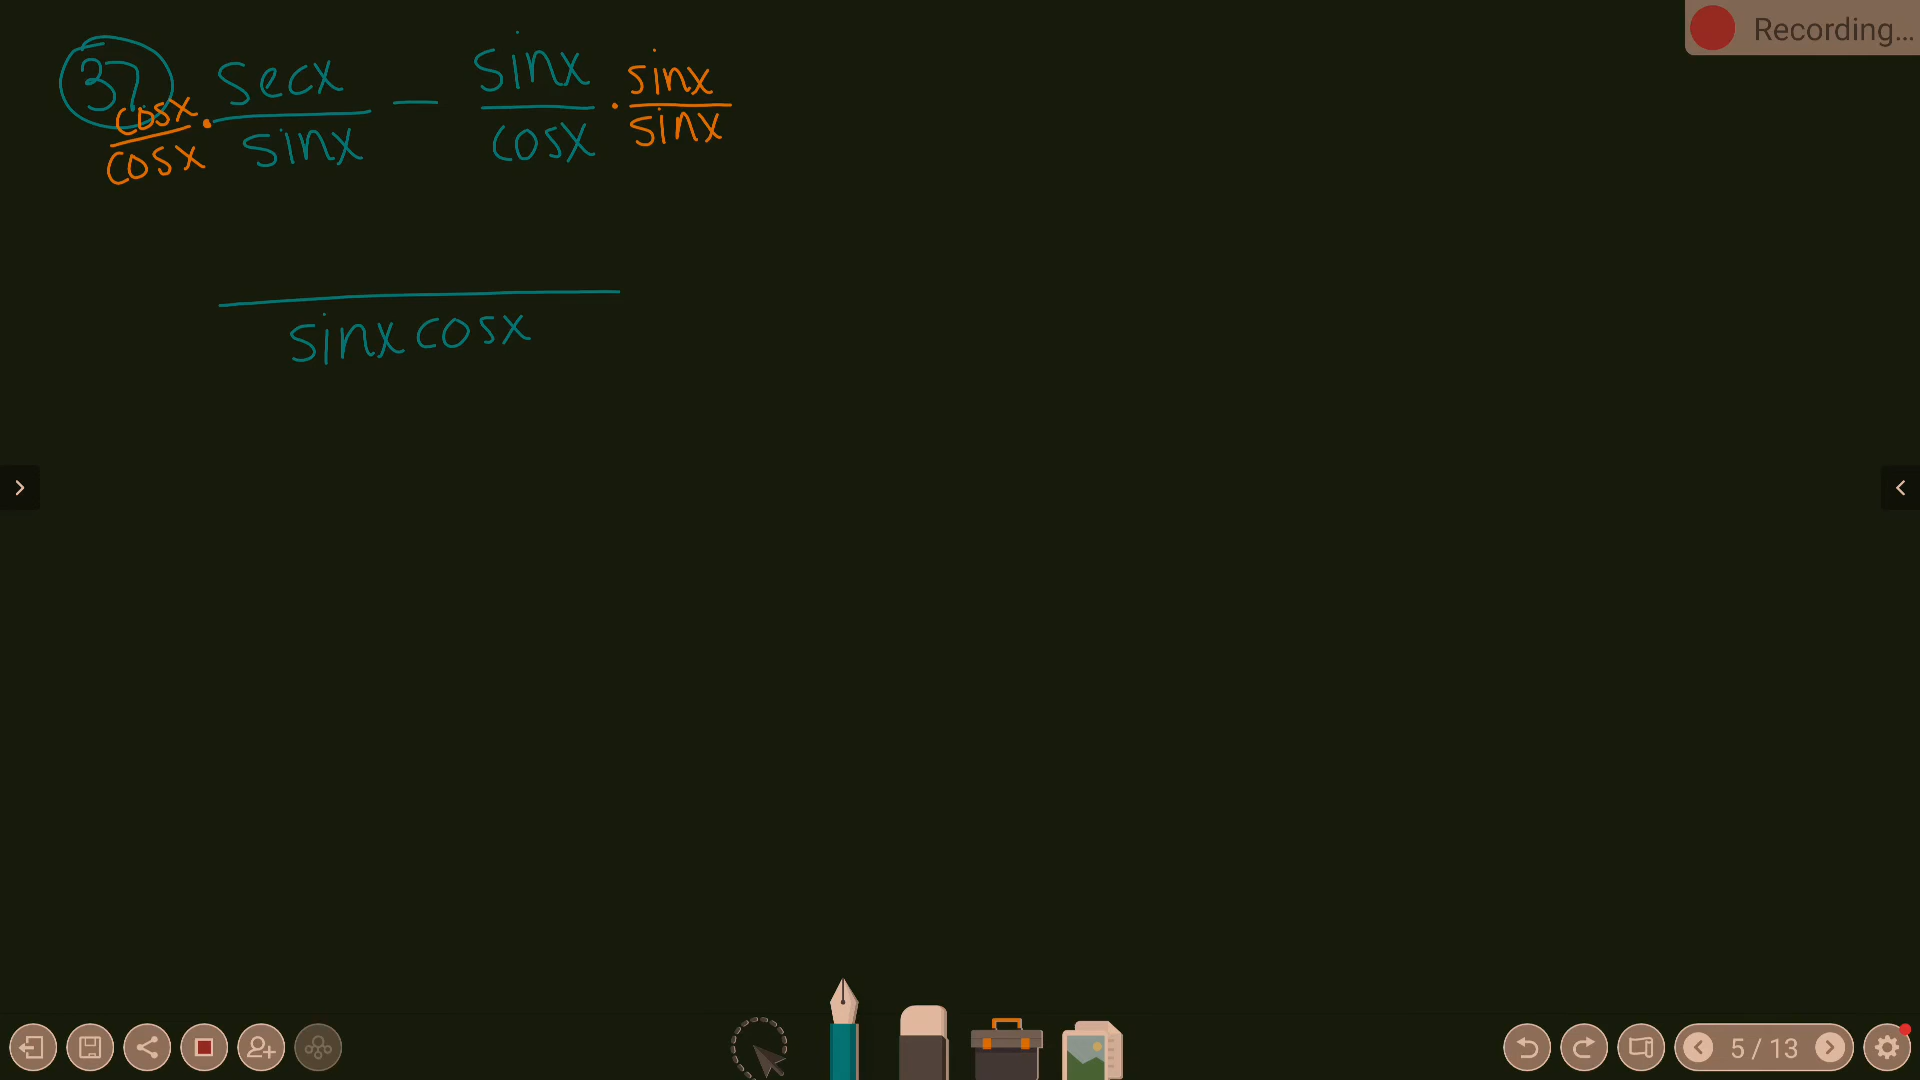 Recording...
37 cosx/cosx · secx/sinx — sinx/cosx · sinx/sinx
sinx cosx
5 / 13